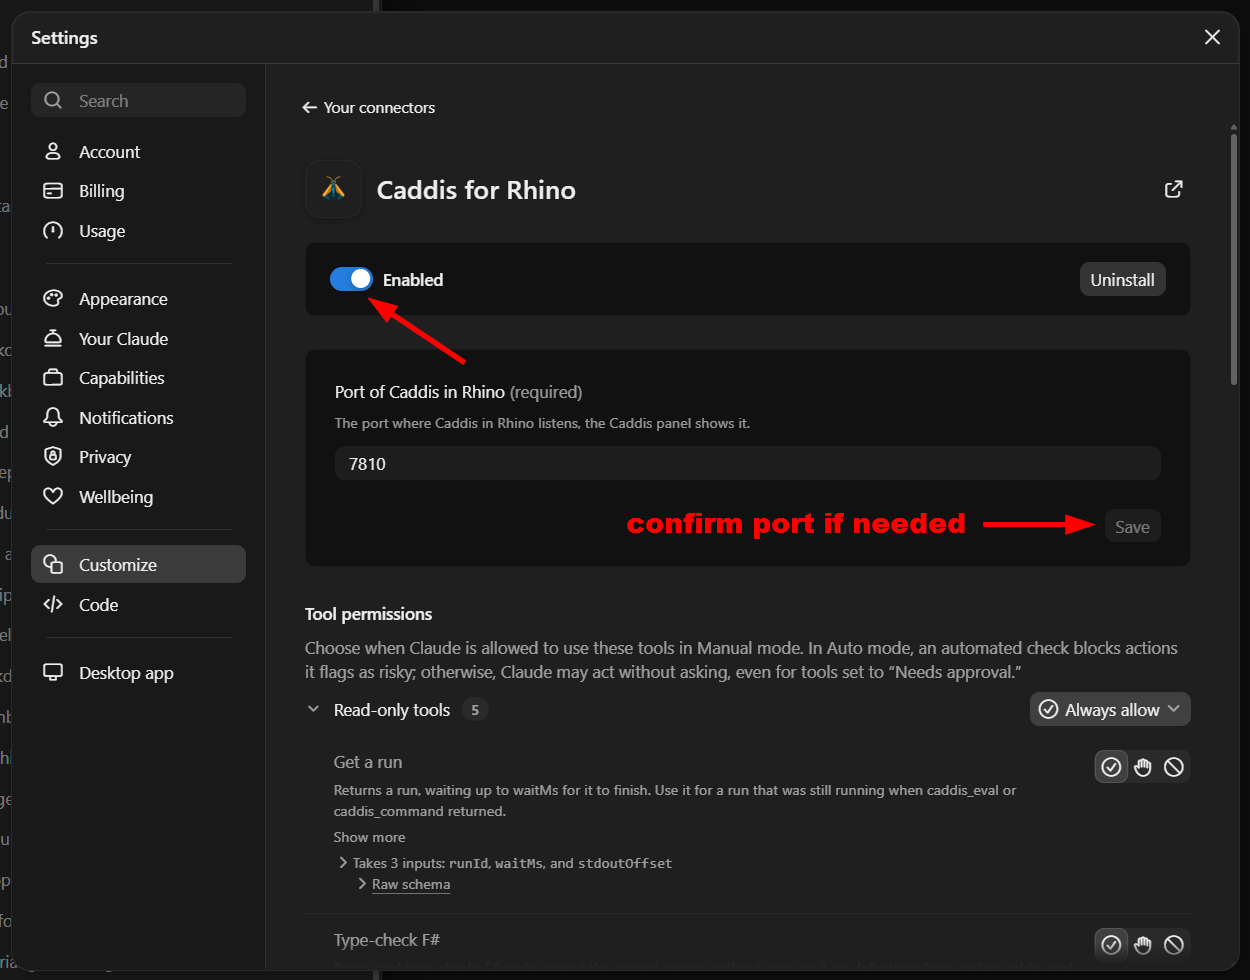 Settings
Search
Account
Billing
Usage
Appearance
Your Claude
Capabilities
Notifications
Privacy
Wellbeing
Customize
Code
Desktop app
Your connectors
Caddis for Rhino
Enabled
Uninstall
Port of Caddis in Rhino (required)
The port where Caddis in Rhino listens, the Caddis panel shows it.
7810
confirm port if needed
Save
Tool permissions
Choose when Claude is allowed to use these tools in Manual mode. In Auto mode, an automated check blocks actions
it flags as risky; otherwise, Claude may act without asking, even for tools set to “Needs approval.”
Read-only tools 5
Always allow
Get a run
Returns a run, waiting up to waitMs for it to finish. Use it for a run that was still running when caddis_eval or
caddis_command returned.
Show more
Takes 3 inputs: runId, waitMs, and stdoutOffset
Raw schema
Type-check F#